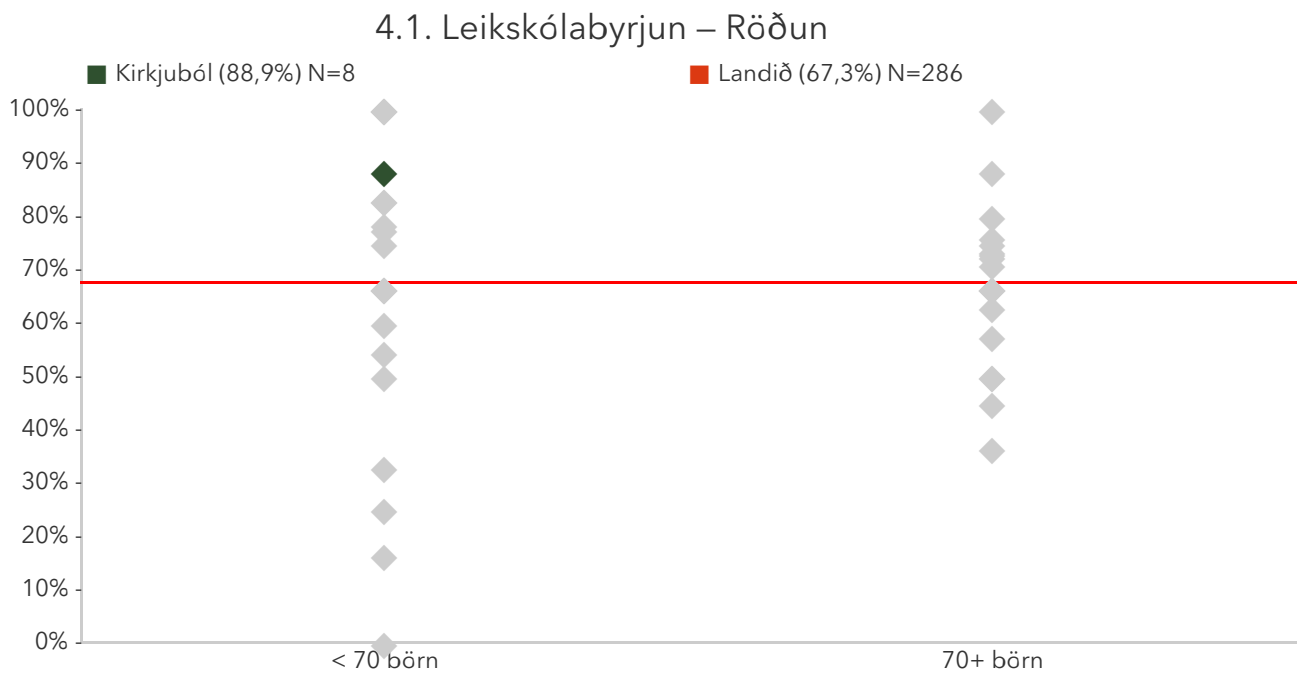 4.1. Leikskólabyrjun – Röðun
Kirkjuból (88,9%) N=8
Landið (67,3%) N=286
100%
90%
80%
70%
60%
50%
40%
30%
20%
10%
0%
< 70 börn
70+ börn